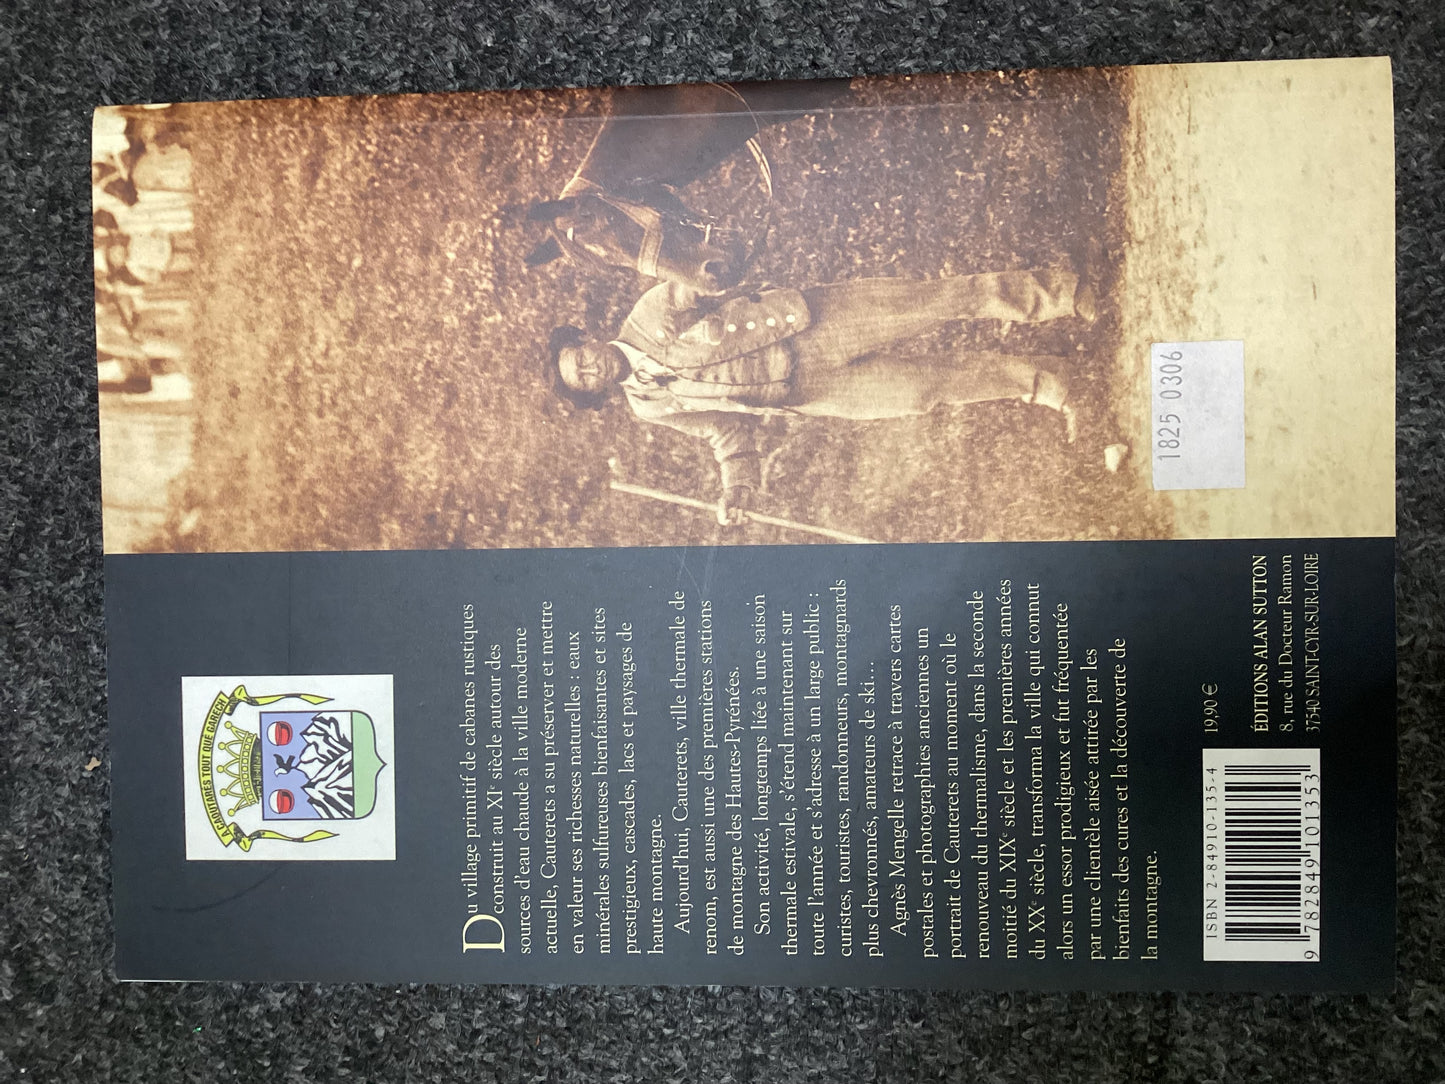 A CAOUTARES TOUT QUE GARECH
Du village primitif de cabanes rustiques
construit au XIe siècle autour des
sources d'eau chaude à la ville moderne
actuelle, Cauterets a su préserver et mettre
en valeur ses richesses naturelles : eaux
minérales sulfureuses bienfaisantes et sites
prestigieux, cascades, lacs et paysages de
haute montagne.
Aujourd'hui, Cauterets, ville thermale de
renom, est aussi une des premières stations
de montagne des Hautes-Pyrénées.
Son activité, longtemps liée à une saison
thermale estivale, s'étend maintenant sur
toute l'année et s'adresse à un large public :
curistes, touristes, randonneurs, montagnards
plus chevronnés, amateurs de ski...
Agnès Mengelle retrace à travers cartes
postales et photographies anciennes un
portrait de Cauterets au moment où le
renouveau du thermalisme, dans la seconde
moitié du XIXe siècle et les premières années
du XXe siècle, transforma la ville qui connut
alors un essor prodigieux et fut fréquentée
par une clientèle aisée attirée par les
bienfaits des cures et la découverte de
la montagne.
ISBN 2-84910-135-4
9 782849 101353
19,90 €
ÉDITIONS ALAN SUTTON
8, rue du Docteur Ramon
37540 SAINT-CYR-SUR-LOIRE
1825 0306